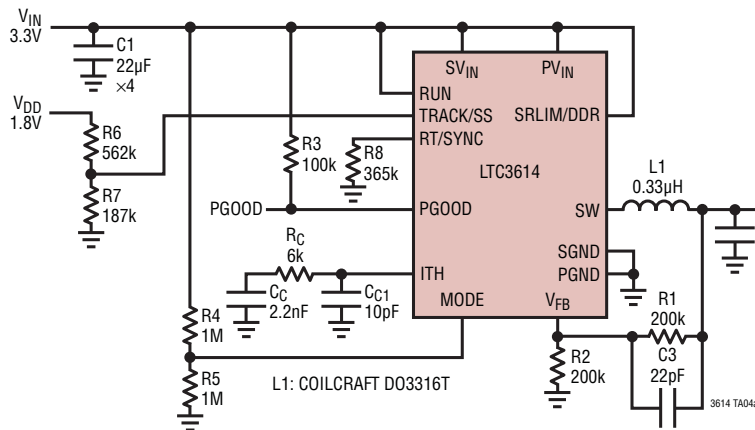 VIN
3.3V
C1
22µF
×4
VDD
1.8V
R6
562k
R7
187k
R3
100k
R8
365k
PGOOD
RC
6k
CC
2.2nF
CC1
10pF
R4
1M
R5
1M
SVIN
PVIN
RUN
TRACK/SS
SRLIM/DDR
RT/SYNC
LTC3614
PGOOD
SW
SGND
PGND
ITH
MODE
VFB
L1
0.33µH
R1
200k
C3
22pF
R2
200k
L1: COILCRAFT DO3316T
3614 TA04a